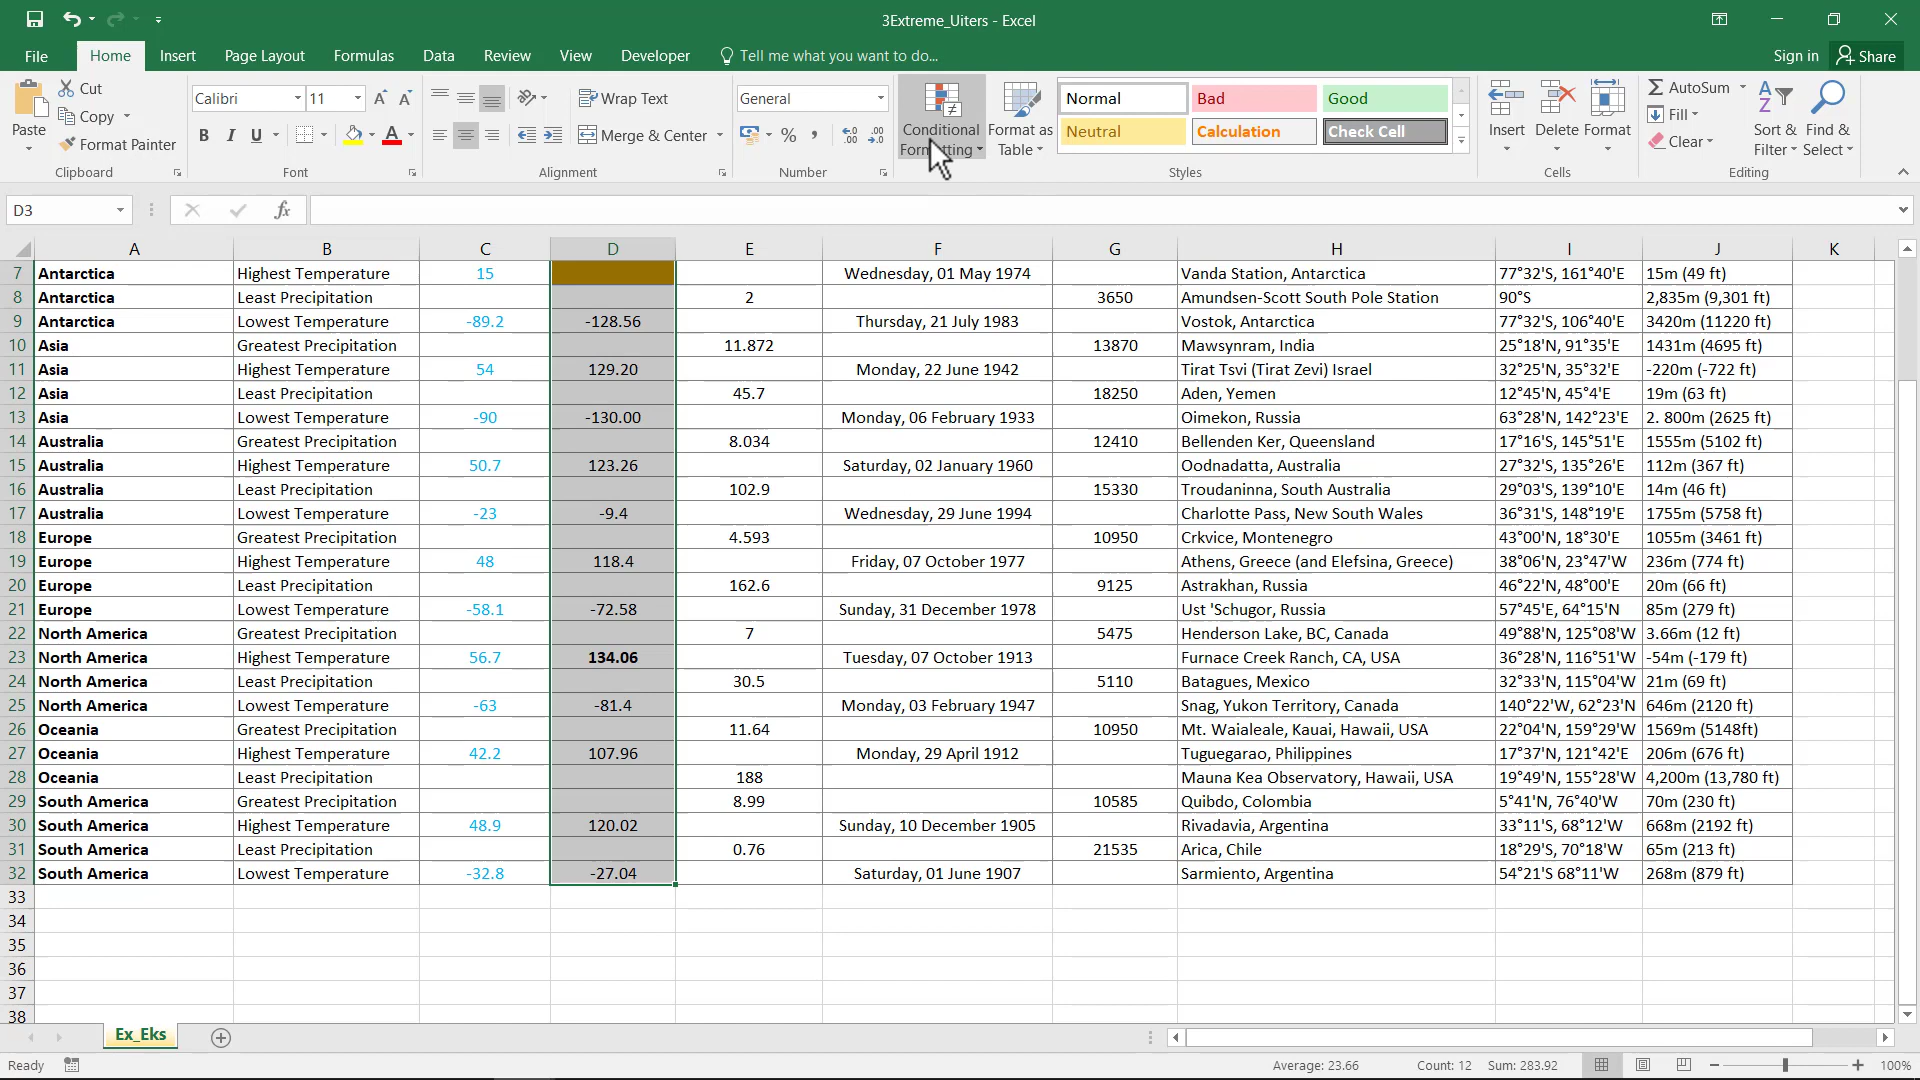 3Extreme_Uiters - Excel
File Home Insert Page Layout Formulas Data Review View Developer Tell me what you want to do... Sign in Share
Paste
Cut
Copy
Format Painter
Clipboard
Calibri 11
B I U A
Font
Wrap Text
Merge & Center
Alignment
General
% ,
Number
Conditional Formatting
Format as Table
Normal Bad Good
Neutral Calculation Check Cell
Styles
Insert Delete Format
Cells
AutoSum
Fill
Clear
Sort & Filter
Find & Select
Editing
D3 fx
A B C D E F G H I J K
7 Antarctica Highest Temperature 15 Wednesday, 01 May 1974 Vanda Station, Antarctica 77°32'S, 161°40'E 15m (49 ft)
8 Antarctica Least Precipitation 2 3650 Amundsen-Scott South Pole Station 90°S 2,835m (9,301 ft)
9 Antarctica Lowest Temperature -89.2 -128.56 Thursday, 21 July 1983 Vostok, Antarctica 77°32'S, 106°40'E 3420m (11220 ft)
10 Asia Greatest Precipitation 11.872 13870 Mawsynram, India 25°18'N, 91°35'E 1431m (4695 ft)
11 Asia Highest Temperature 54 129.20 Monday, 22 June 1942 Tirat Tsvi (Tirat Zevi) Israel 32°25'N, 35°32'E -220m (-722 ft)
12 Asia Least Precipitation 45.7 18250 Aden, Yemen 12°45'N, 45°4'E 19m (63 ft)
13 Asia Lowest Temperature -90 -130.00 Monday, 06 February 1933 Oimekon, Russia 63°28'N, 142°23'E 2. 800m (2625 ft)
14 Australia Greatest Precipitation 8.034 12410 Bellenden Ker, Queensland 17°16'S, 145°51'E 1555m (5102 ft)
15 Australia Highest Temperature 50.7 123.26 Saturday, 02 January 1960 Oodnadatta, Australia 27°32'S, 135°26'E 112m (367 ft)
16 Australia Least Precipitation 102.9 15330 Troudaninna, South Australia 29°03'S, 139°10'E 14m (46 ft)
17 Australia Lowest Temperature -23 -9.4 Wednesday, 29 June 1994 Charlotte Pass, New South Wales 36°31'S, 148°19'E 1755m (5758 ft)
18 Europe Greatest Precipitation 4.593 10950 Crkvice, Montenegro 43°00'N, 18°30'E 1055m (3461 ft)
19 Europe Highest Temperature 48 118.4 Friday, 07 October 1977 Athens, Greece (and Elefsina, Greece) 38°06'N, 23°47'W 236m (774 ft)
20 Europe Least Precipitation 162.6 9125 Astrakhan, Russia 46°22'N, 48°00'E 20m (66 ft)
21 Europe Lowest Temperature -58.1 -72.58 Sunday, 31 December 1978 Ust 'Schugor, Russia 57°45'E, 64°15'N 85m (279 ft)
22 North America Greatest Precipitation 7 5475 Henderson Lake, BC, Canada 49°88'N, 125°08'W 3.66m (12 ft)
23 North America Highest Temperature 56.7 134.06 Tuesday, 07 October 1913 Furnace Creek Ranch, CA, USA 36°28'N, 116°51'W -54m (-179 ft)
24 North America Least Precipitation 30.5 5110 Batagues, Mexico 32°33'N, 115°04'W 21m (69 ft)
25 North America Lowest Temperature -63 -81.4 Monday, 03 February 1947 Snag, Yukon Territory, Canada 140°22'W, 62°23'N 646m (2120 ft)
26 Oceania Greatest Precipitation 11.64 10950 Mt. Waialeale, Kauai, Hawaii, USA 22°04'N, 159°29'W 1569m (5148ft)
27 Oceania Highest Temperature 42.2 107.96 Monday, 29 April 1912 Tuguegarao, Philippines 17°37'N, 121°42'E 206m (676 ft)
28 Oceania Least Precipitation 188 Mauna Kea Observatory, Hawaii, USA 19°49'N, 155°28'W 4,200m (13,780 ft)
29 South America Greatest Precipitation 8.99 10585 Quibdo, Colombia 5°41'N, 76°40'W 70m (230 ft)
30 South America Highest Temperature 48.9 120.02 Sunday, 10 December 1905 Rivadavia, Argentina 33°11'S, 68°12'W 668m (2192 ft)
31 South America Least Precipitation 0.76 21535 Arica, Chile 18°29'S, 70°18'W 65m (213 ft)
32 South America Lowest Temperature -32.8 -27.04 Saturday, 01 June 1907 Sarmiento, Argentina 54°21'S 68°11'W 268m (879 ft)
33
34
35
36
37
38
Ex_Eks
Ready Average: 23.66 Count: 12 Sum: 283.92 100%